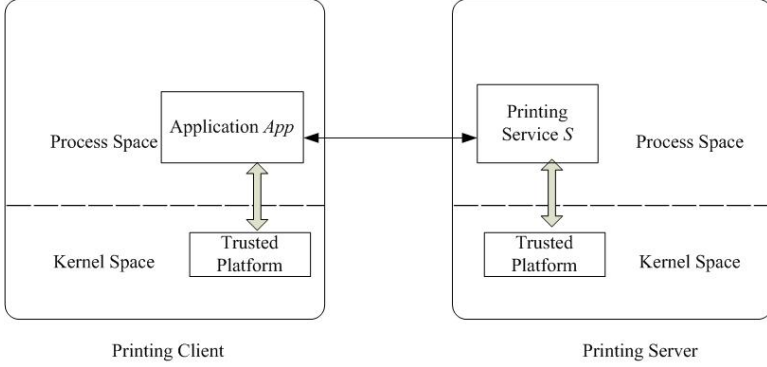 Application App
Process Space
Trusted
Platform
Kernel Space
Printing Client
Printing
Service S
Process Space
Trusted
Platform
Kernel Space
Printing Server